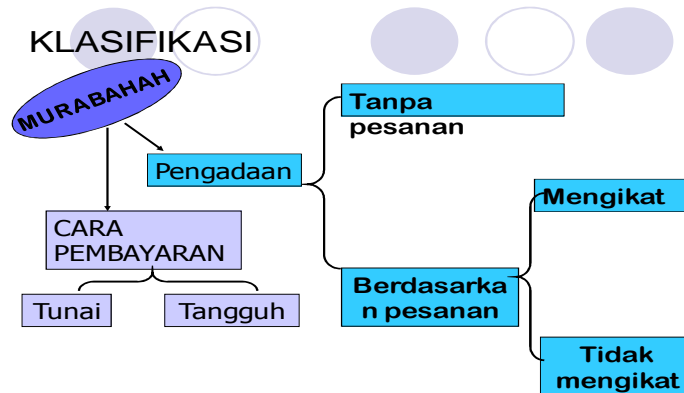 KLASIFIKASI
MURABAHAH
Tanpa
pesanan
Pengadaan
Mengikat
CARA
PEMBAYARAN
Tunai
Tangguh
Berdasarka
n pesanan
Tidak
mengikat